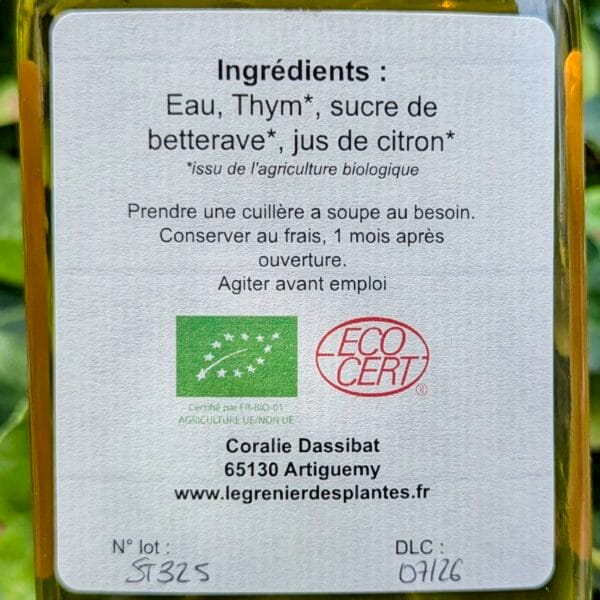 Ingrédients :
Eau, Thym*, sucre de
betterave*, jus de citron*
*issu de l'agriculture biologique
Prendre une cuillère a soupe au besoin.
Conserver au frais, 1 mois après
ouverture.
Agiter avant emploi
ECO
CERT
®
Certifié par FR-BIO-01
AGRICULTURE UE/NON UE
Coralie Dassibat
65130 Artiguemy
www.legrenierdesplantes.fr
N° lot :
ST325
DLC :
07/26